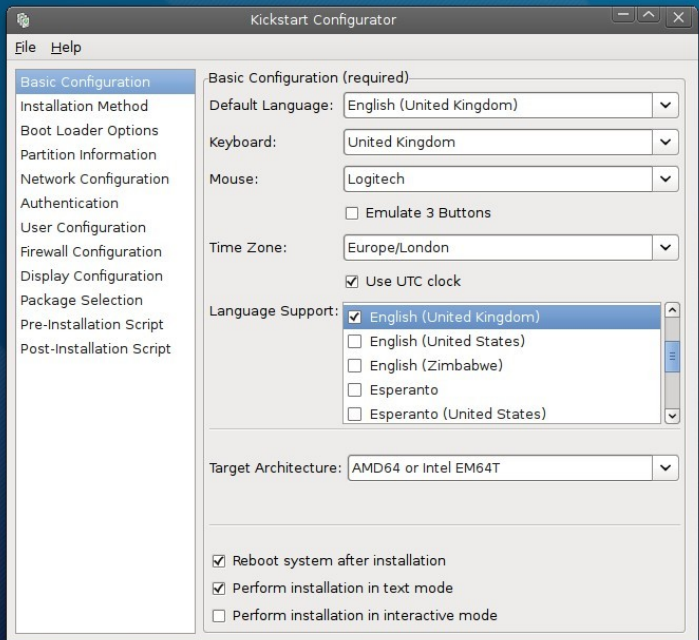 Kickstart Configurator
File Help
Basic Configuration
Installation Method
Boot Loader Options
Partition Information
Network Configuration
Authentication
User Configuration
Firewall Configuration
Display Configuration
Package Selection
Pre-Installation Script
Post-Installation Script
Basic Configuration (required)
Default Language: English (United Kingdom)
Keyboard: United Kingdom
Mouse: Logitech
Emulate 3 Buttons
Time Zone: Europe/London
Use UTC clock
Language Support: English (United Kingdom)
English (United States)
English (Zimbabwe)
Esperanto
Esperanto (United States)
Target Architecture: AMD64 or Intel EM64T
Reboot system after installation
Perform installation in text mode
Perform installation in interactive mode